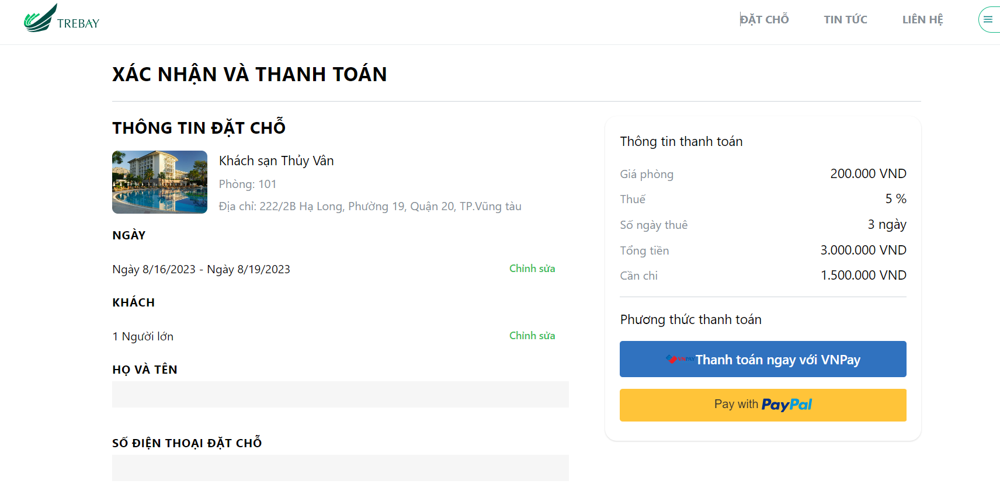 TREBAY
ĐẶT CHỖ TIN TỨC LIÊN HỆ
XÁC NHẬN VÀ THANH TOÁN
THÔNG TIN ĐẶT CHỖ
Khách sạn Thủy Vân
Phòng: 101
Địa chỉ: 222/2B Hạ Long, Phường 19, Quận 20, TP.Vũng tàu
NGÀY
Ngày 8/16/2023 - Ngày 8/19/2023 Chỉnh sửa
KHÁCH
1 Người lớn Chỉnh sửa
HỌ VÀ TÊN
SỐ ĐIỆN THOẠI ĐẶT CHỖ
Thông tin thanh toán
Giá phòng 200.000 VND
Thuế 5 %
Số ngày thuê 3 ngày
Tổng tiền 3.000.000 VND
Cần chi 1.500.000 VND
Phương thức thanh toán
VNPAY Thanh toán ngay với VNPay
Pay with PayPal